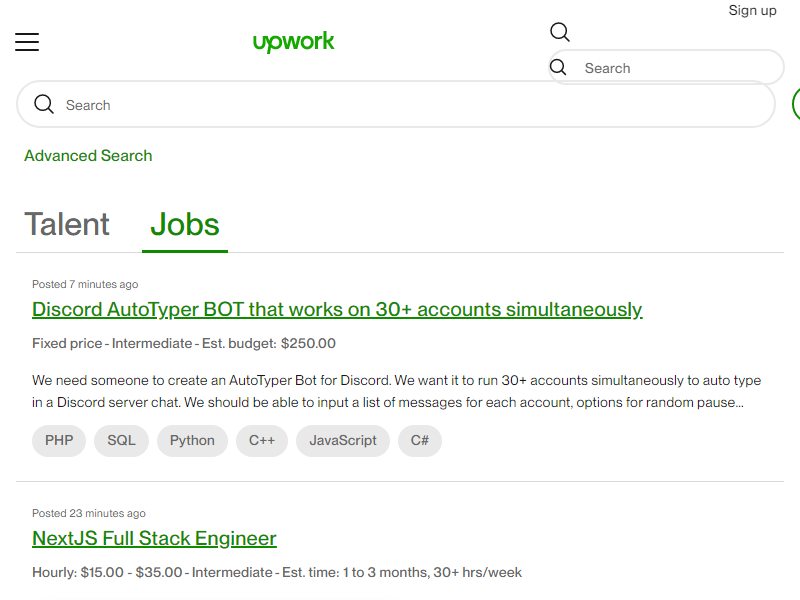 Sign up
upwork
Search
Search
Advanced Search
Talent
Jobs
Posted 7 minutes ago
Discord AutoTyper BOT that works on 30+ accounts simultaneously
Fixed price - Intermediate - Est. budget: $250.00
We need someone to create an AutoTyper Bot for Discord. We want it to run 30+ accounts simultaneously to auto type
in a Discord server chat. We should be able to input a list of messages for each account, options for random pause...
PHP SQL Python C++ JavaScript C#
Posted 23 minutes ago
NextJS Full Stack Engineer
Hourly: $15.00 - $35.00 - Intermediate - Est. time: 1 to 3 months, 30+ hrs/week